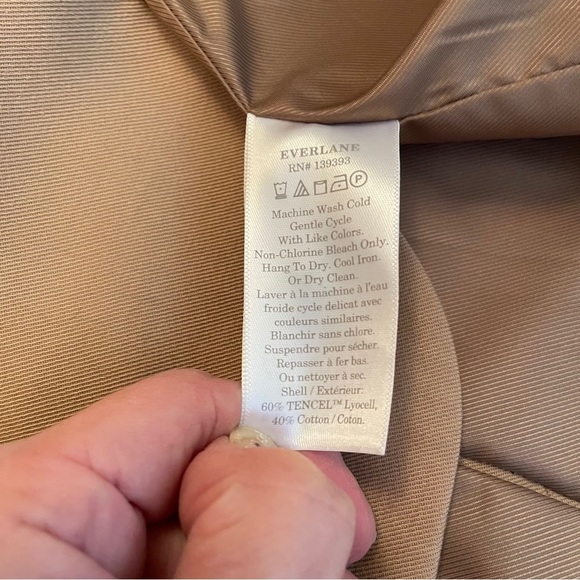 EVERLANE
RN# 139393
Machine Wash Cold
Gentle Cycle
With Like Colors.
Non-Chlorine Bleach Only.
Hang To Dry. Cool Iron.
Or Dry Clean.
Laver à la machine à l'eau
froide cycle delicat avec
couleurs similaires.
Blanchir sans chlore.
Suspendre pour sécher.
Repasser à fer bas.
Ou nettoyer à sec.
Shell / Extérieur:
60% TENCEL™ Lyocell,
40% Cotton / Coton.